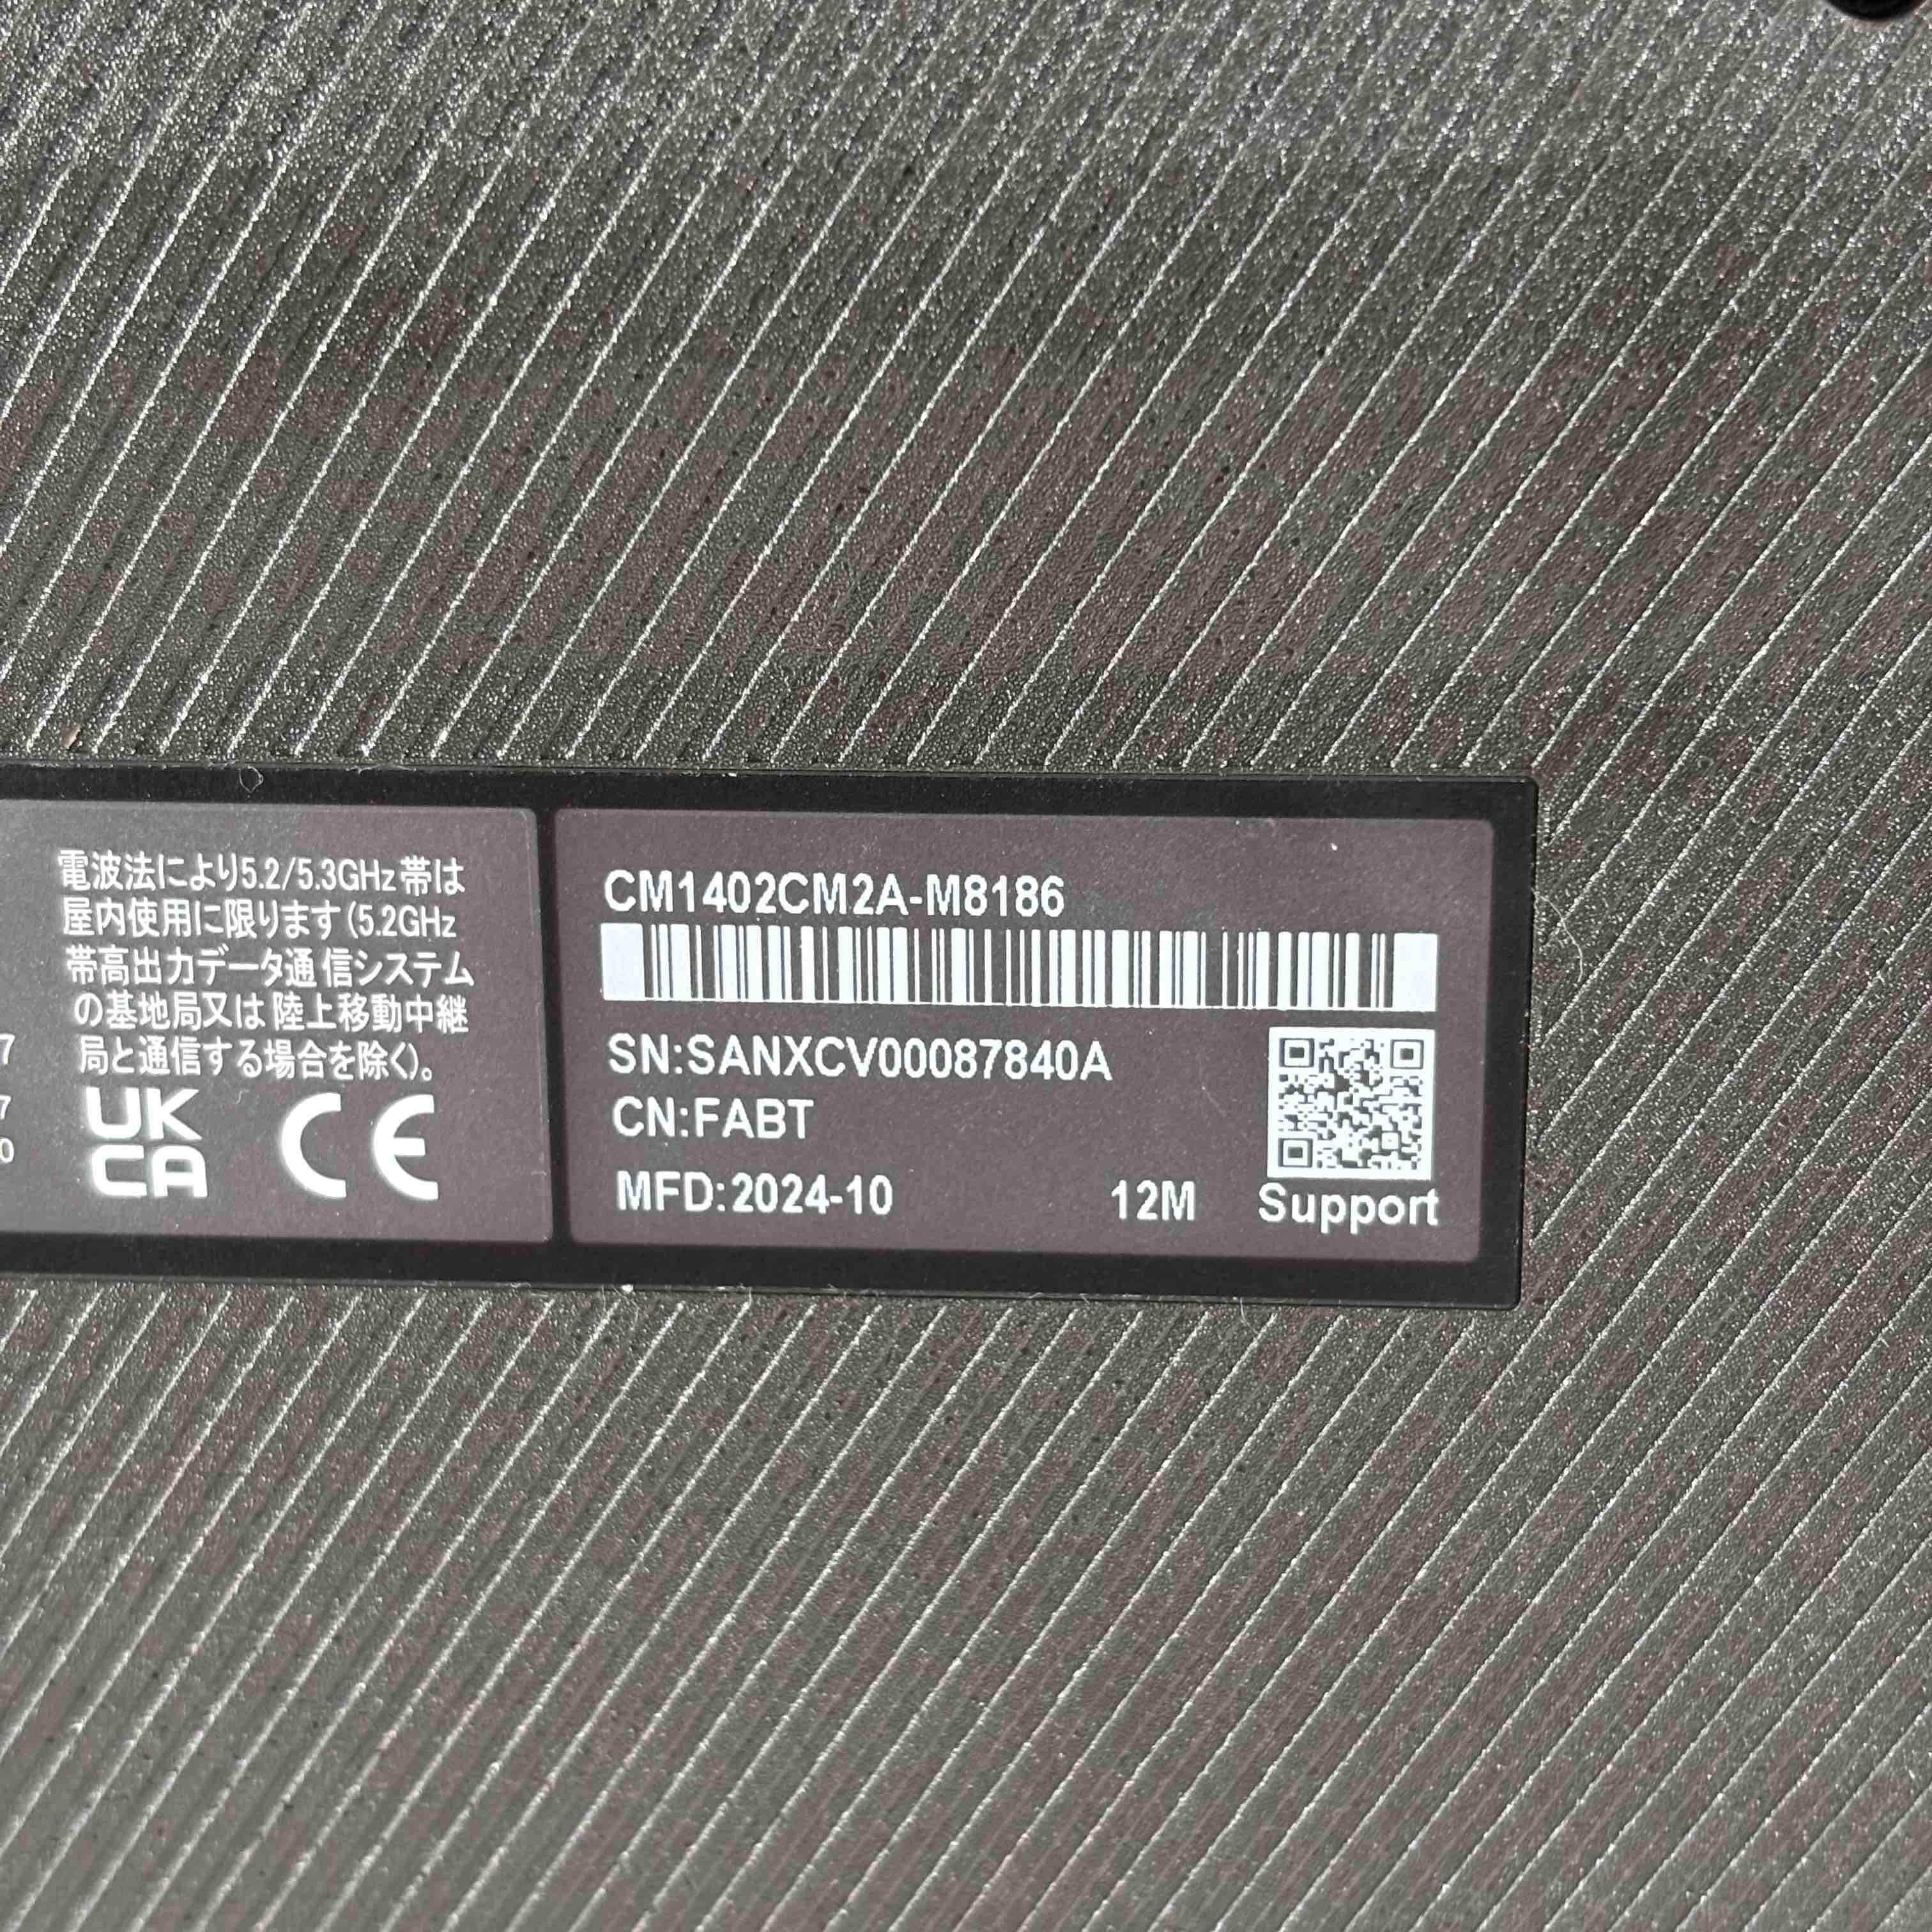 電波法により5.2/5.3GHz帯は
屋内使用に限ります(5.2GHz
帯高出力データ通信システム
の基地局又は陸上移動中継
局と通信する場合を除く)。
7
7
0
UK
CA
CE
CM1402CM2A-M8186
SN:SANXCV00087840A
CN:FABT
MFD:2024-10
12M
Support